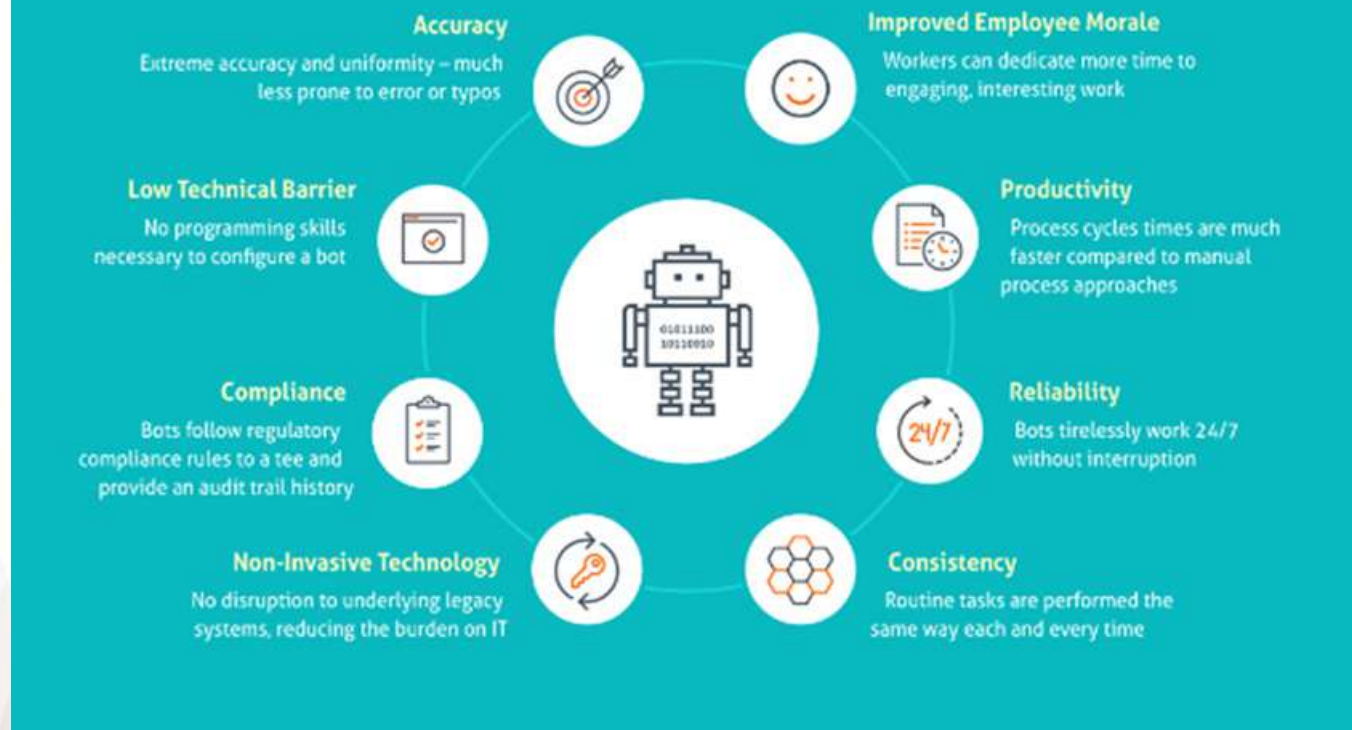 Accuracy
Extreme accuracy and uniformity – much
less prone to error or typos
Improved Employee Morale
Workers can dedicate more time to
engaging, interesting work
Low Technical Barrier
No programming skills
necessary to configure a bot
Productivity
Process cycles times are much
faster compared to manual
process approaches
01011100
10110010
Compliance
Bots follow regulatory
compliance rules to a tee and
provide an audit trail history
Reliability
24/7
Bots tirelessly work 24/7
without interruption
Non-Invasive Technology
No disruption to underlying legacy
systems, reducing the burden on IT
Consistency
Routine tasks are performed the
same way each and every time